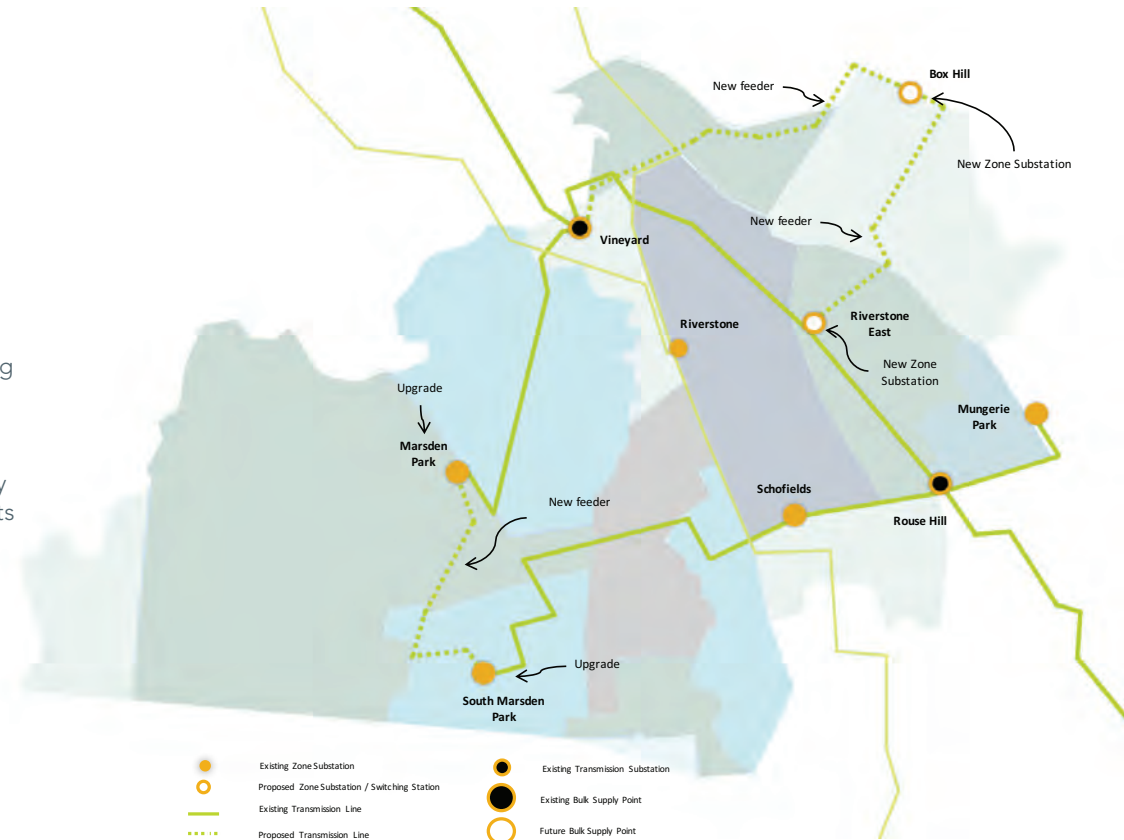 Box Hill
New feeder
New Zone Substation
New feeder
Vineyard
Riverstone
Riverstone
East
New Zone
Substation
Upgrade
Mungerie
Park
Marsden
Park
Schofields
New feeder
Rouse Hill
Upgrade
South Marsden
Park
Existing Zone Substation
Proposed Zone Substation / Switching Station
Existing Transmission Line
Proposed Transmission Line
Existing Transmission Substation
Existing Bulk Supply Point
Future Bulk Supply Point